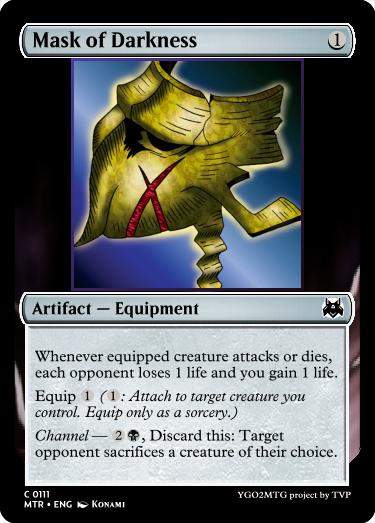 Mask of Darkness 1
Artifact — Equipment
Whenever equipped creature attacks or dies,
each opponent loses 1 life and you gain 1 life.
Equip 1 (1: Attach to target creature you
control. Equip only as a sorcery.)
Channel — 2, Discard this: Target
opponent sacrifices a creature of their choice.
C 0111
MTR • ENG KONAMI
YGO2MTG project by TVP